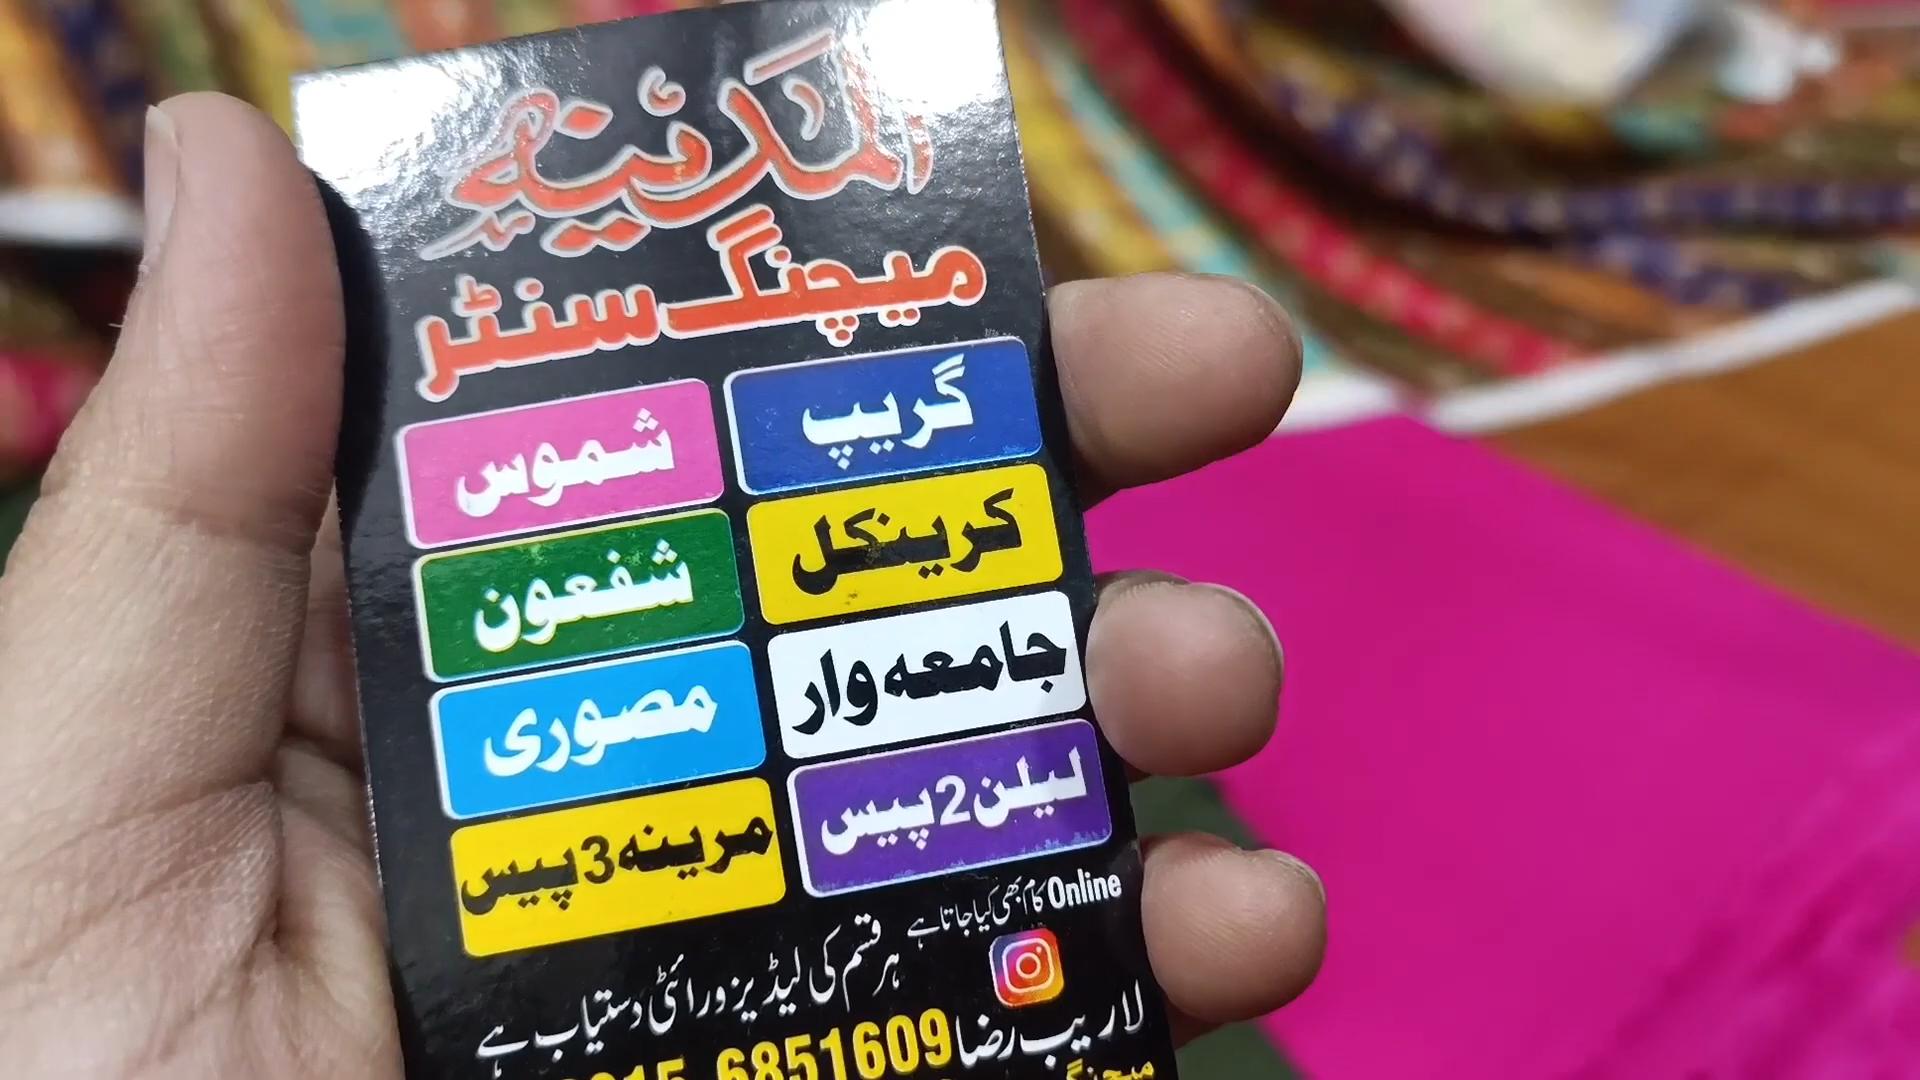 المدینہ
میچنگ سنٹر
گریپ
شموس
کرینکل
شفعون
جامعہ وار
مصوری
لیلن 2 پیس
مرینہ 3 پیس
Online کام بھی کیا جاتا ہے
ہر قسم کی لیڈیز ورائٹی دستیاب ہے
لاریب رضا 6851609
میچنگ